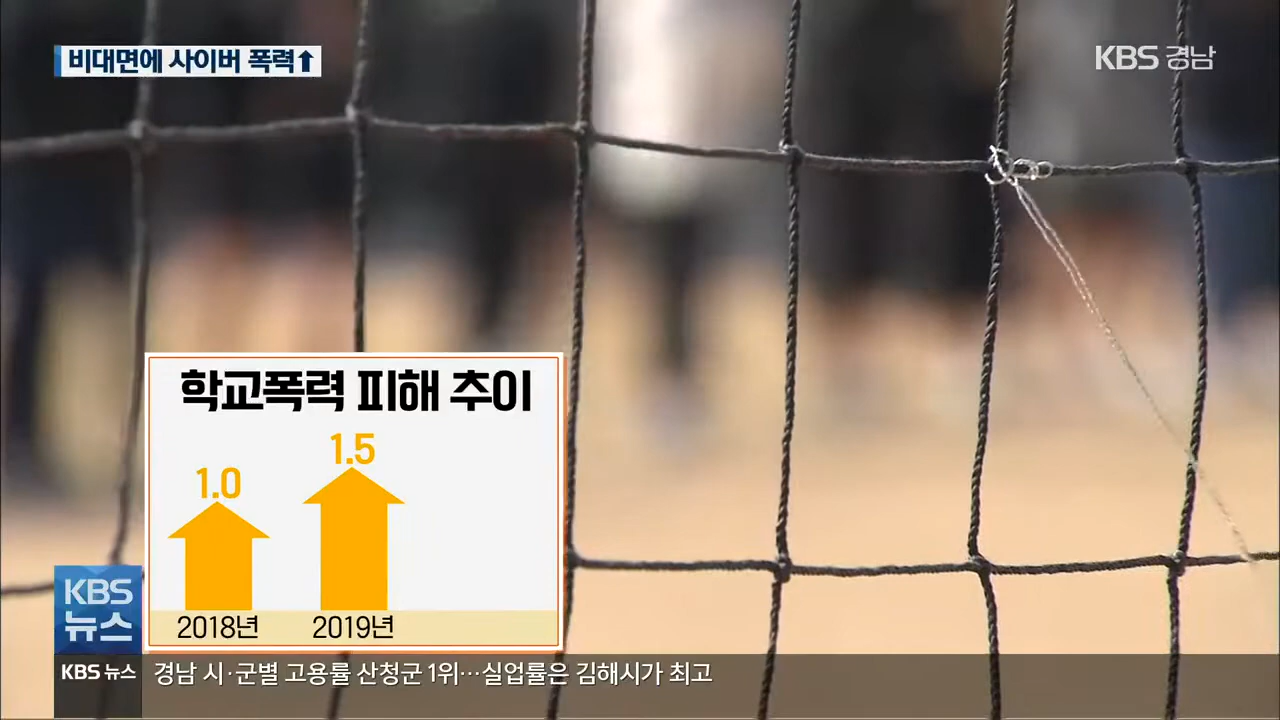 비대면에 사이버 폭력⬆
KBS 경남
학교폭력 피해 추이
1.0
1.5
2018년
2019년
KBS
뉴스
KBS 뉴스
경남 시·군별 고용률 산청군 1위…실업률은 김해시가 최고